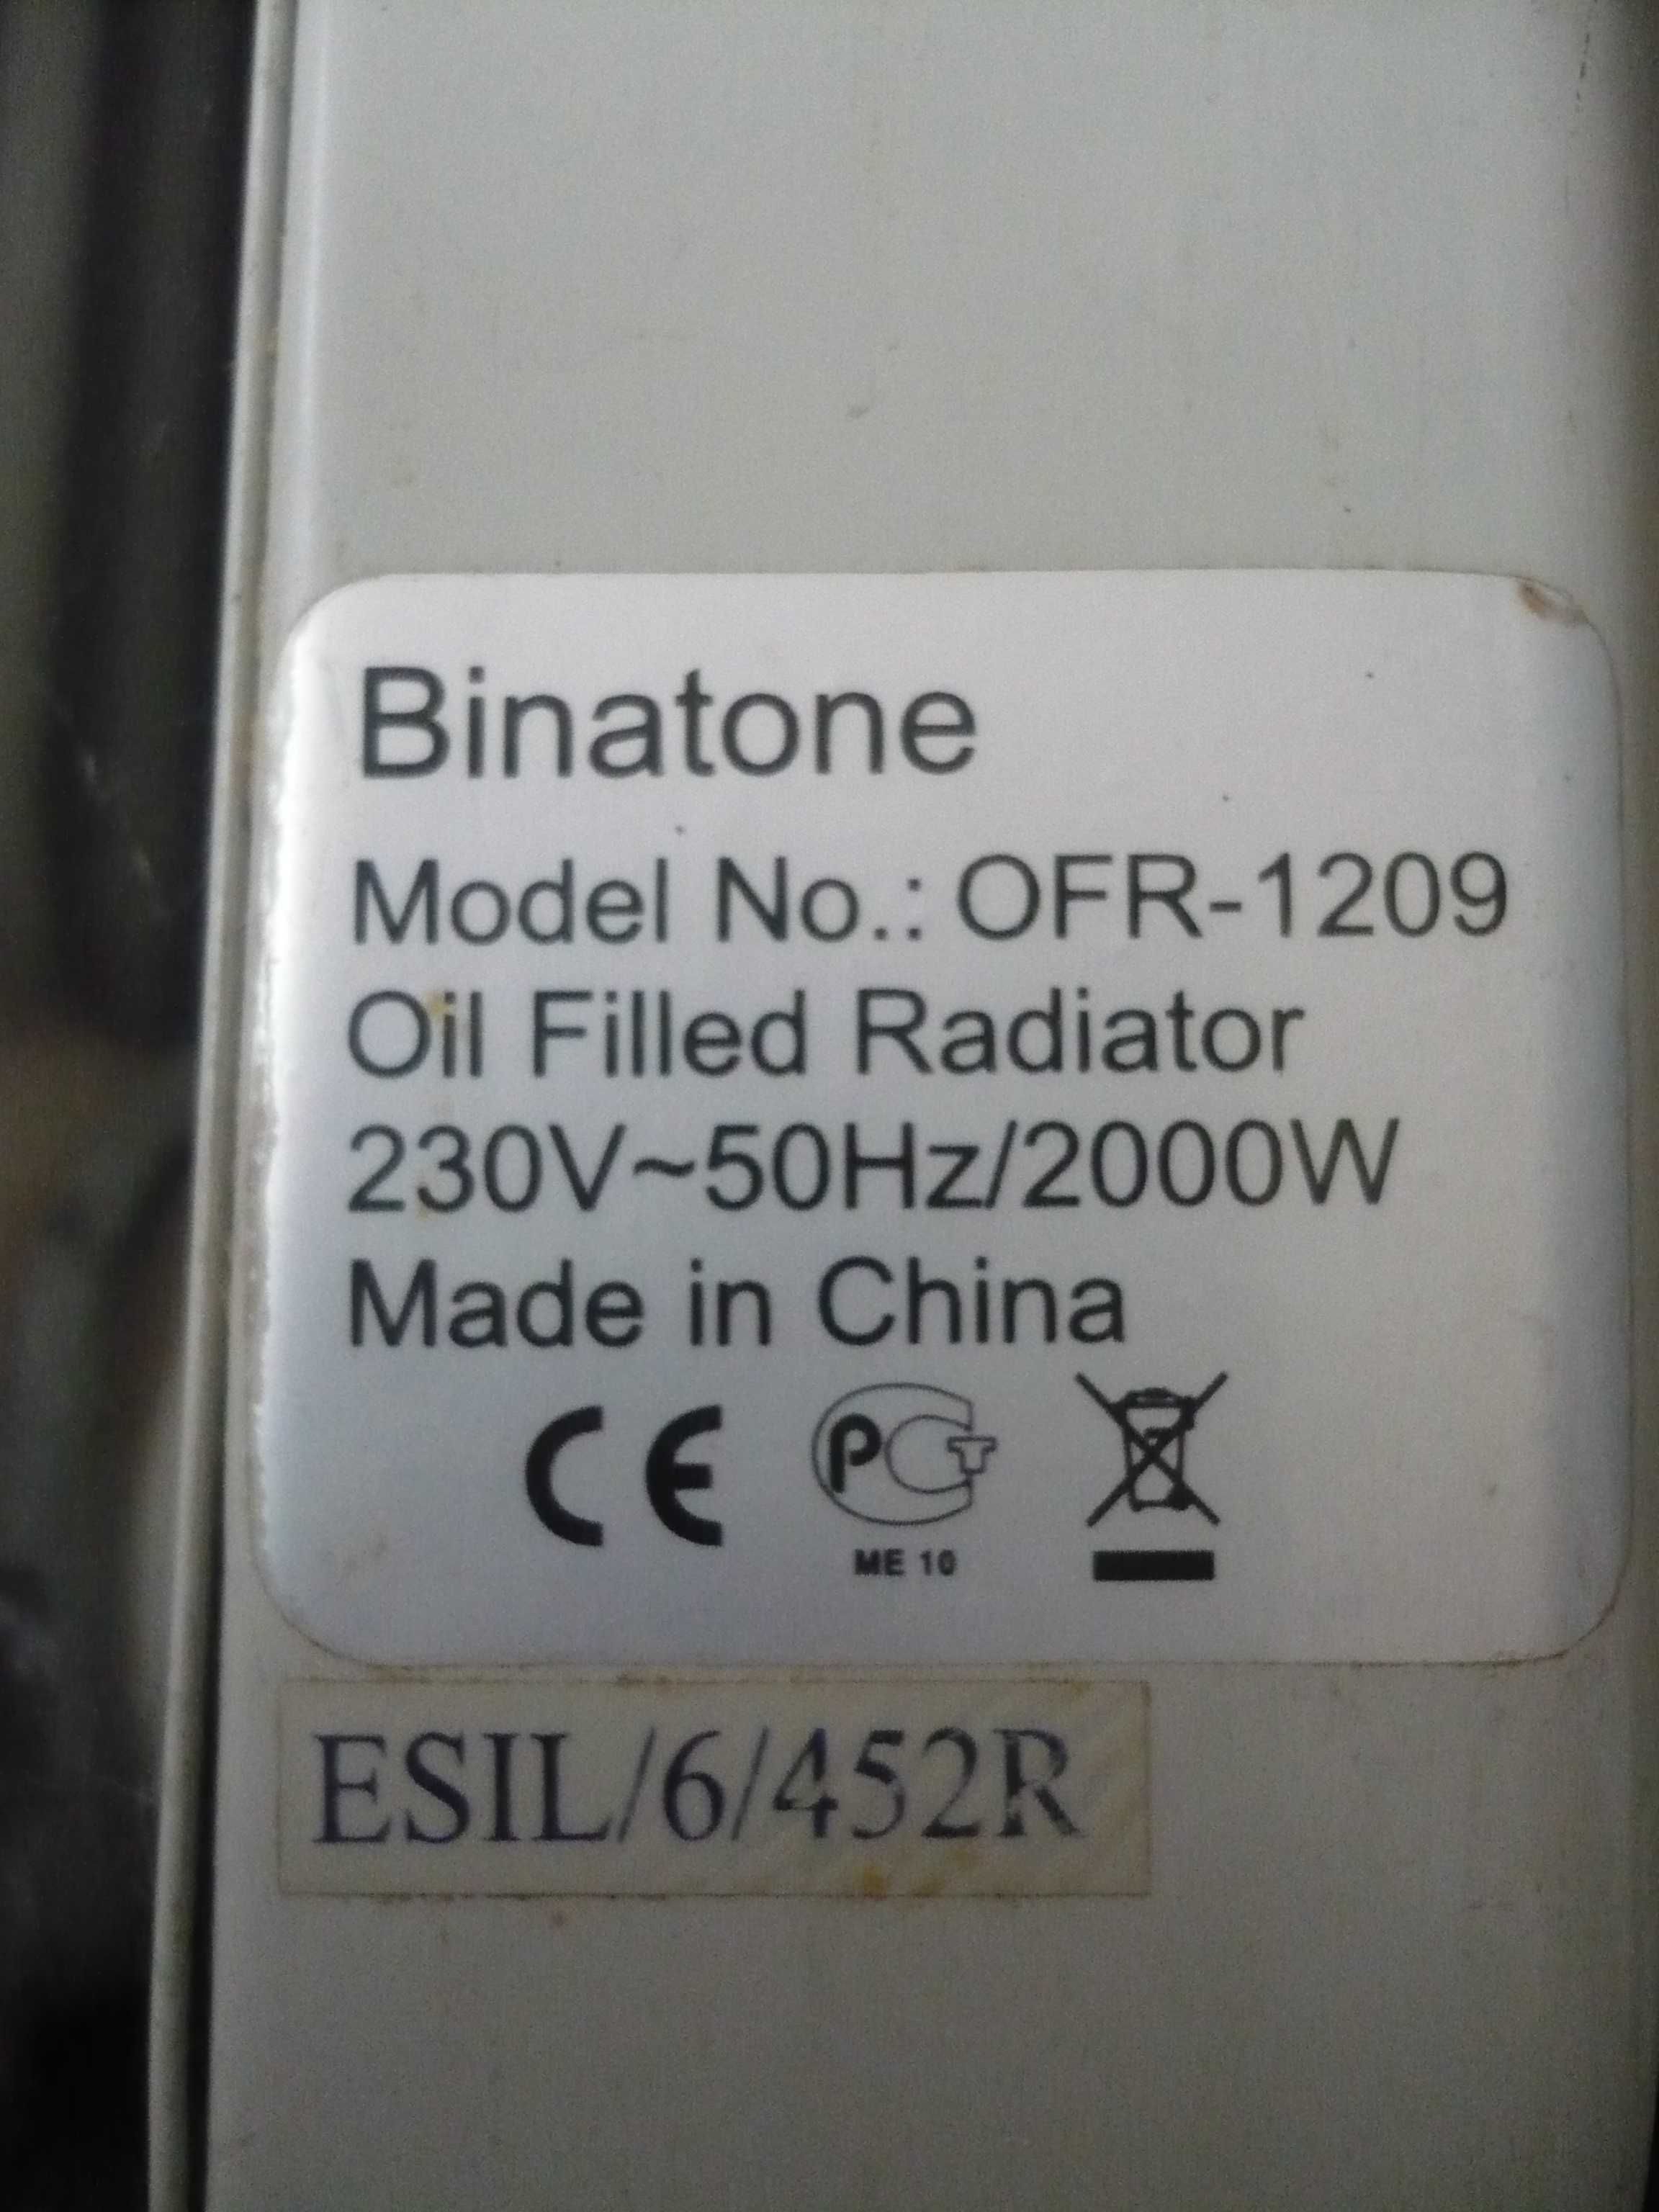 Binatone
Model No.: OFR-1209
Oil Filled Radiator
230V~50Hz/2000W
Made in China
CE PCT
ME 10
ESIL/6/452R